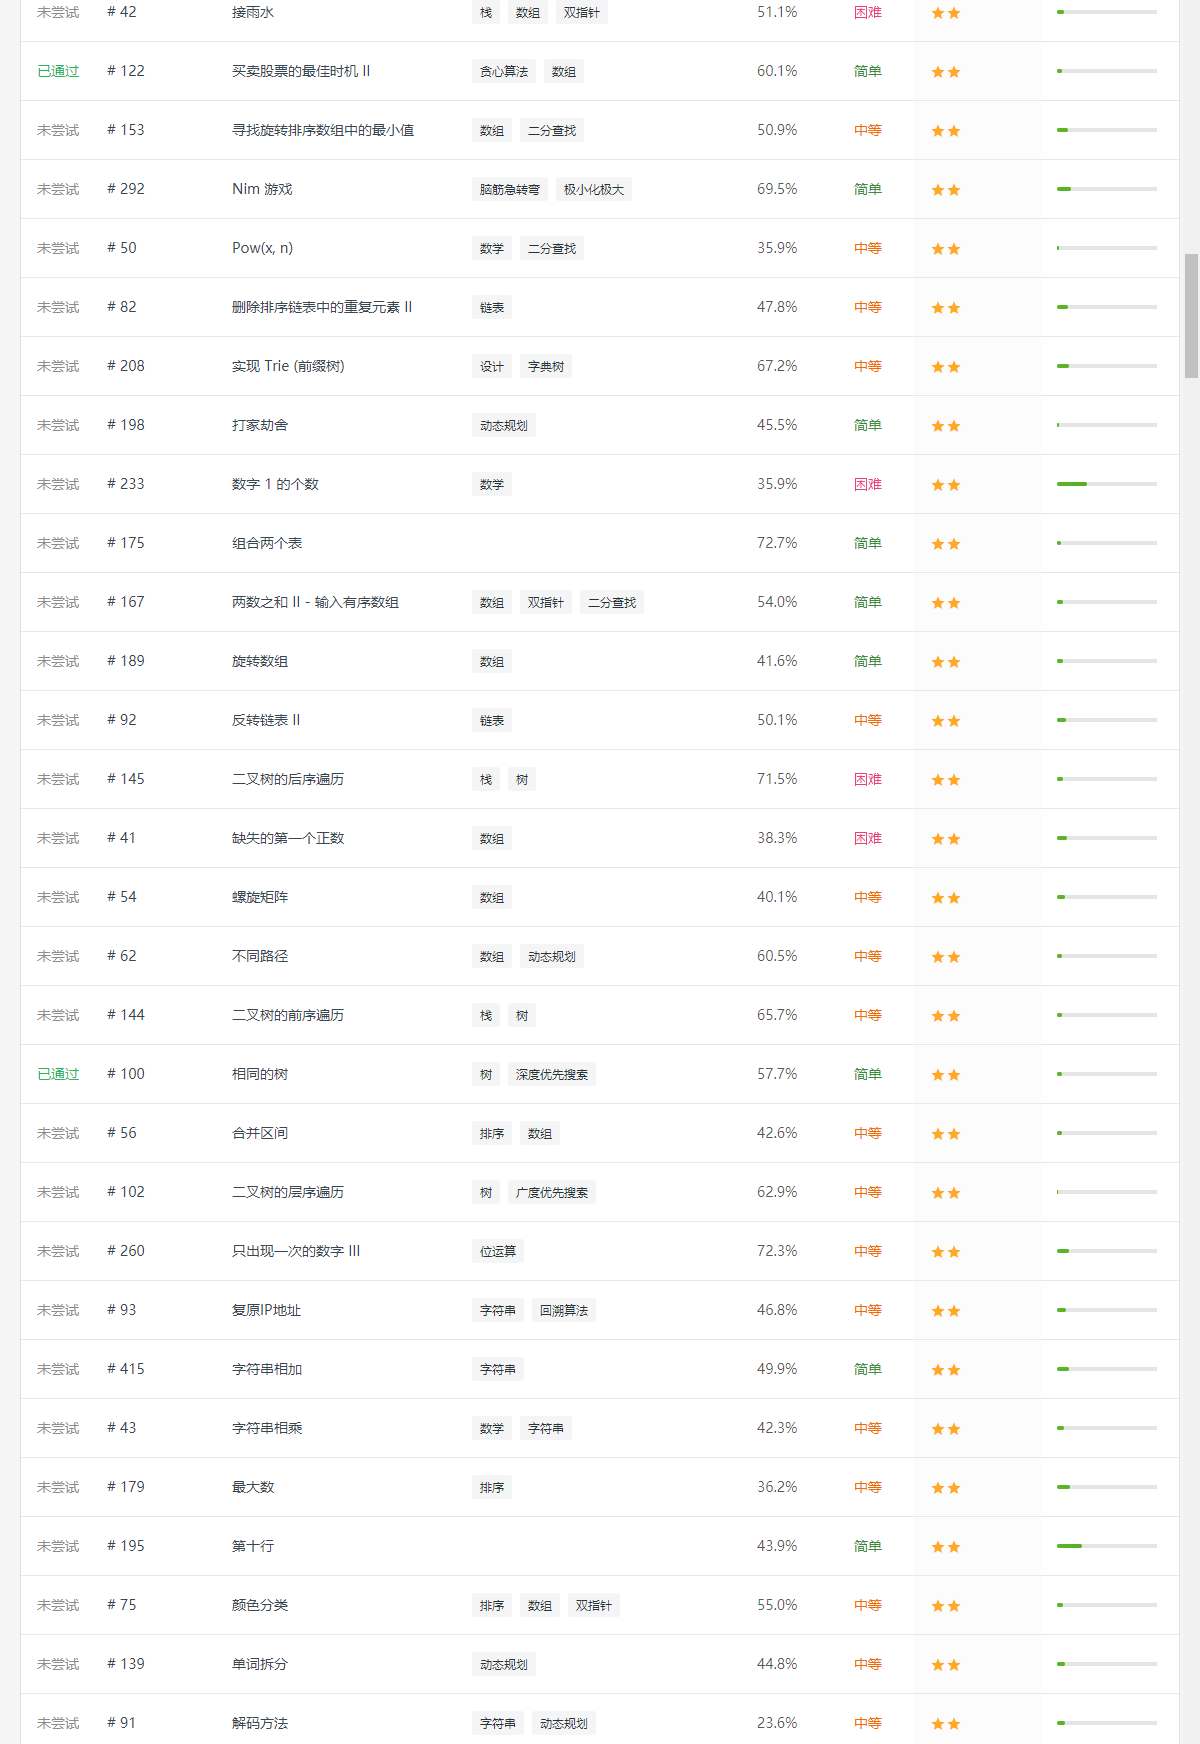 未尝试 # 42 接雨水 栈 数组 双指针 51.1% 困难
已通过 # 122 买卖股票的最佳时机 II 贪心算法 数组 60.1% 简单
未尝试 # 153 寻找旋转排序数组中的最小值 数组 二分查找 50.9% 中等
未尝试 # 292 Nim 游戏 脑筋急转弯 极小化极大 69.5% 简单
未尝试 # 50 Pow(x, n) 数学 二分查找 35.9% 中等
未尝试 # 82 删除排序链表中的重复元素 II 链表 47.8% 中等
未尝试 # 208 实现 Trie (前缀树) 设计 字典树 67.2% 中等
未尝试 # 198 打家劫舍 动态规划 45.5% 简单
未尝试 # 233 数字 1 的个数 数学 35.9% 困难
未尝试 # 175 组合两个表 72.7% 简单
未尝试 # 167 两数之和 II - 输入有序数组 数组 双指针 二分查找 54.0% 简单
未尝试 # 189 旋转数组 数组 41.6% 简单
未尝试 # 92 反转链表 II 链表 50.1% 中等
未尝试 # 145 二叉树的后序遍历 栈 树 71.5% 困难
未尝试 # 41 缺失的第一个正数 数组 38.3% 困难
未尝试 # 54 螺旋矩阵 数组 40.1% 中等
未尝试 # 62 不同路径 数组 动态规划 60.5% 中等
未尝试 # 144 二叉树的前序遍历 栈 树 65.7% 中等
已通过 # 100 相同的树 树 深度优先搜索 57.7% 简单
未尝试 # 56 合并区间 排序 数组 42.6% 中等
未尝试 # 102 二叉树的层序遍历 树 广度优先搜索 62.9% 中等
未尝试 # 260 只出现一次的数字 III 位运算 72.3% 中等
未尝试 # 93 复原IP地址 字符串 回溯算法 46.8% 中等
未尝试 # 415 字符串相加 字符串 49.9% 简单
未尝试 # 43 字符串相乘 数学 字符串 42.3% 中等
未尝试 # 179 最大数 排序 36.2% 中等
未尝试 # 195 第十行 43.9% 简单
未尝试 # 75 颜色分类 排序 数组 双指针 55.0% 中等
未尝试 # 139 单词拆分 动态规划 44.8% 中等
未尝试 # 91 解码方法 字符串 动态规划 23.6% 中等